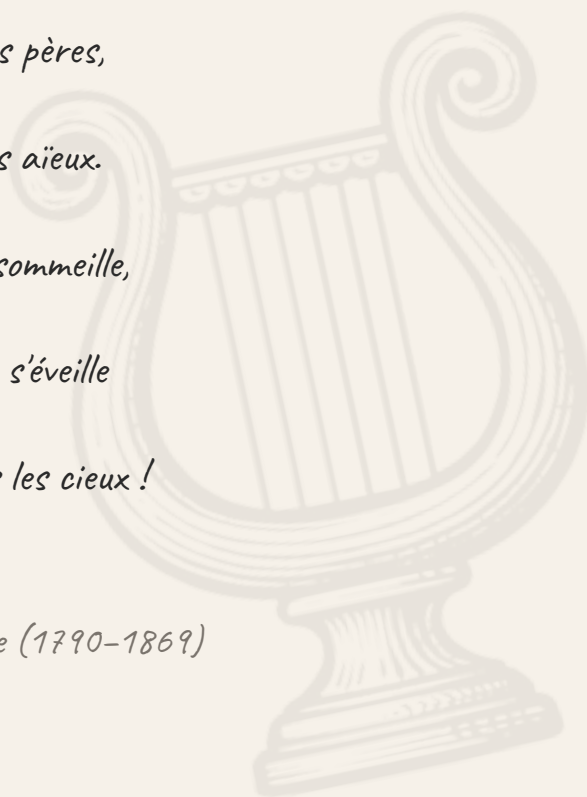 s pères,
s aïeux.
sommeille,
s'éveille
s les cieux !
e (1790–1869)